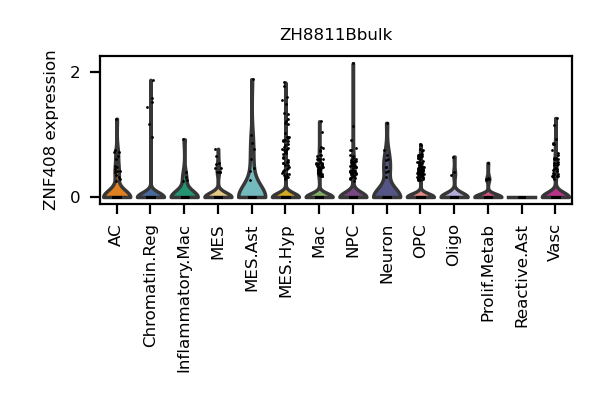 ZH8811Bbulk
ZNF408 expression
2
0
AC
Chromatin.Reg
Inflammatory.Mac
MES
MES.Ast
MES.Hyp
Mac
NPC
Neuron
OPC
Oligo
Prolif.Metab
Reactive.Ast
Vasc